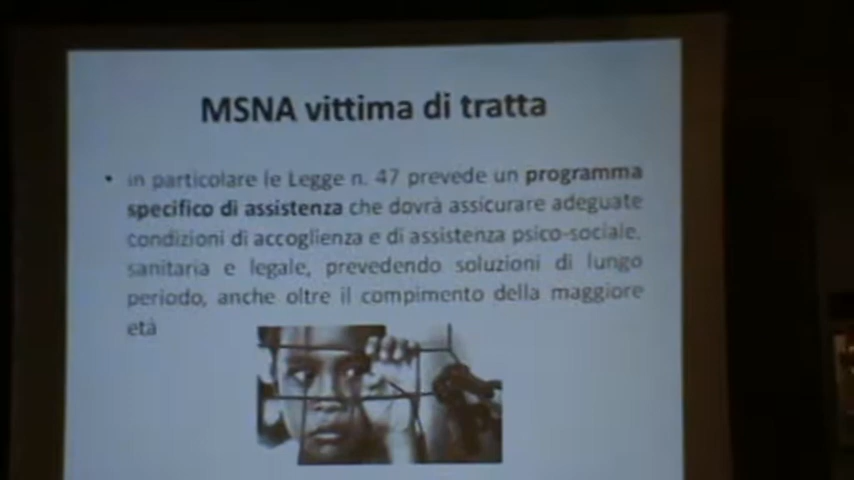 MSNA vittima di tratta
• in particolare le Legge n. 47 prevede un programma
specifico di assistenza che dovrà assicurare adeguate
condizioni di accoglienza e di assistenza psico-sociale,
sanitaria e legale, prevedendo soluzioni di lungo
periodo, anche oltre il compimento della maggiore
età